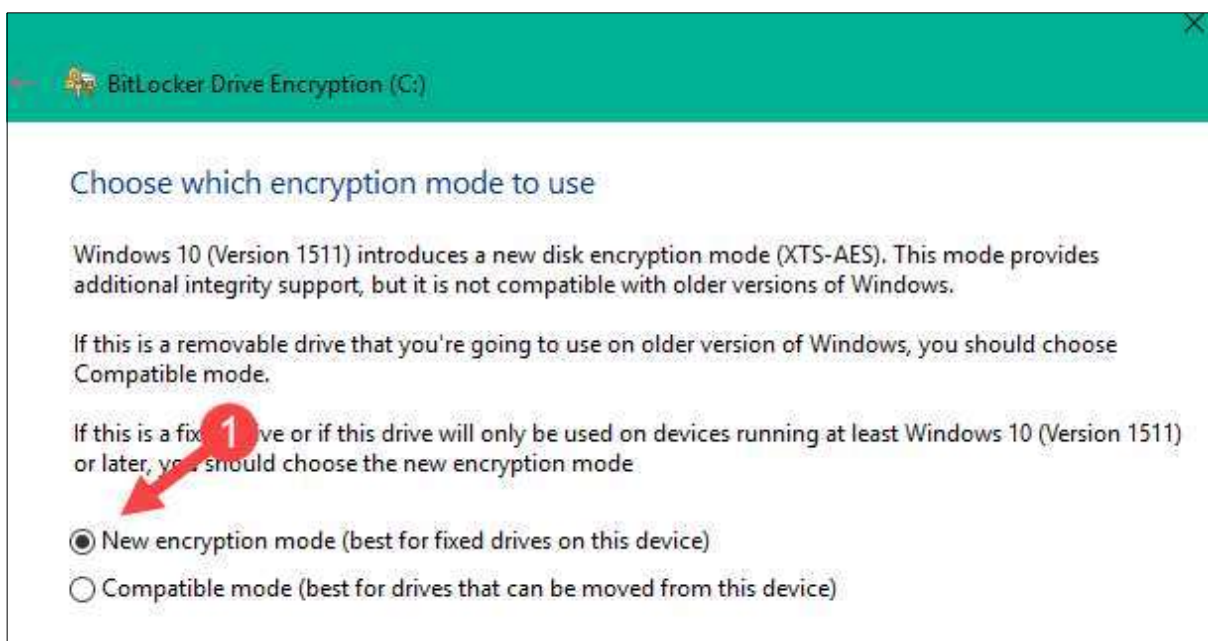 BitLocker Drive Encryption (C:)
Choose which encryption mode to use
Windows 10 (Version 1511) introduces a new disk encryption mode (XTS-AES). This mode provides
additional integrity support, but it is not compatible with older versions of Windows.
If this is a removable drive that you're going to use on older version of Windows, you should choose
Compatible mode.
If this is a fix 1 ve or if this drive will only be used on devices running at least Windows 10 (Version 1511)
or later, you should choose the new encryption mode
New encryption mode (best for fixed drives on this device)
Compatible mode (best for drives that can be moved from this device)